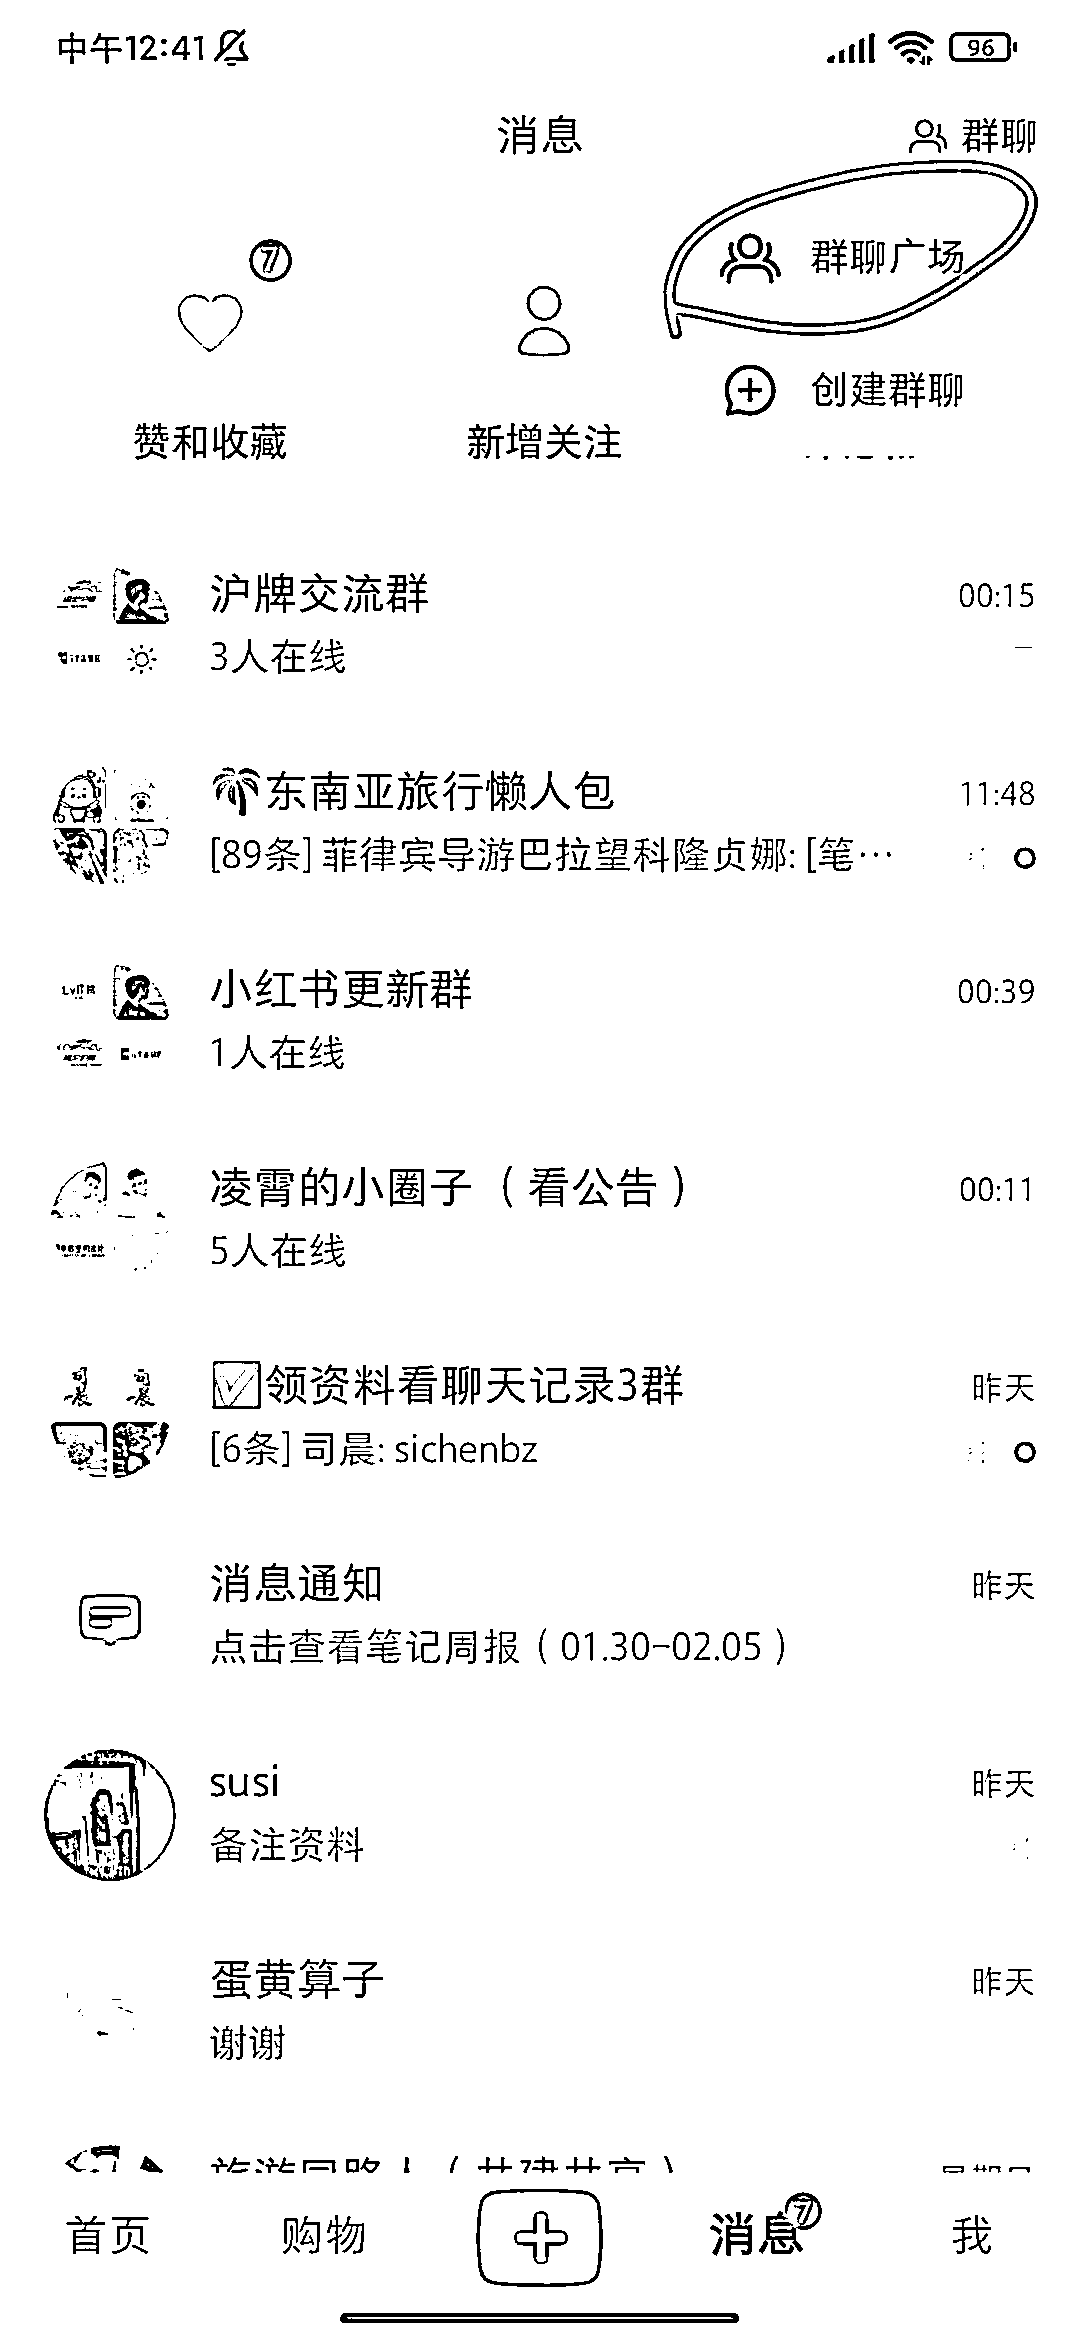 中午12:41
96
消息
群聊
群聊广场
创建群聊
7
赞和收藏
新增关注
沪牌交流群
00:15
3人在线
🌴东南亚旅行懒人包
11:48
[89条] 菲律宾导游巴拉望科隆贞娜: [笔…
小红书更新群
00:39
1人在线
凌霄的小圈子（看公告）
00:11
5人在线
✅领资料看聊天记录3群
昨天
[6条] 司晨: sichenbz
消息通知
昨天
点击查看笔记周报（01.30-02.05）
susi
昨天
备注资料
蛋黄算子
昨天
谢谢
首页
购物
消息
7
我